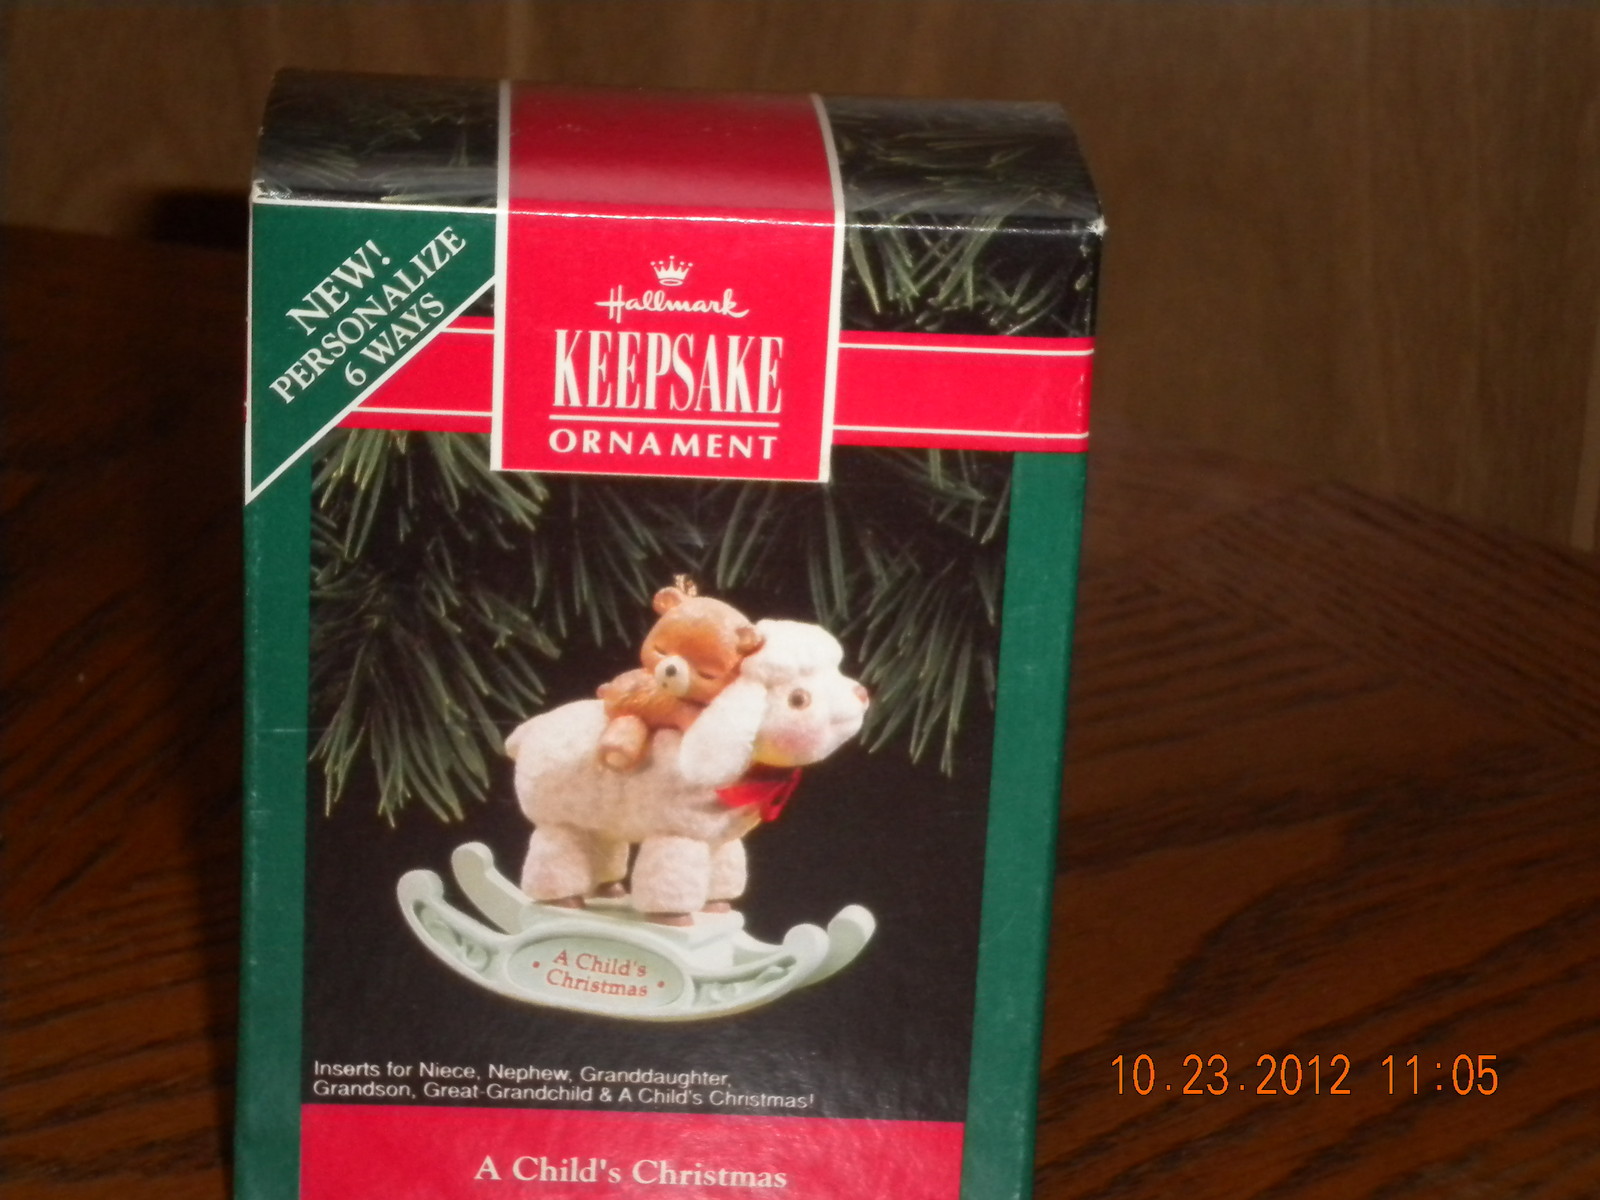 NEW!
PERSONALIZE
6 WAYS
Hallmark
KEEPSAKE
ORNAMENT
A Child's
Christmas
Inserts for Niece, Nephew, Granddaughter,
Grandson, Great-Grandchild & A Child's Christmas!
A Child's Christmas
10.23.2012 11:05